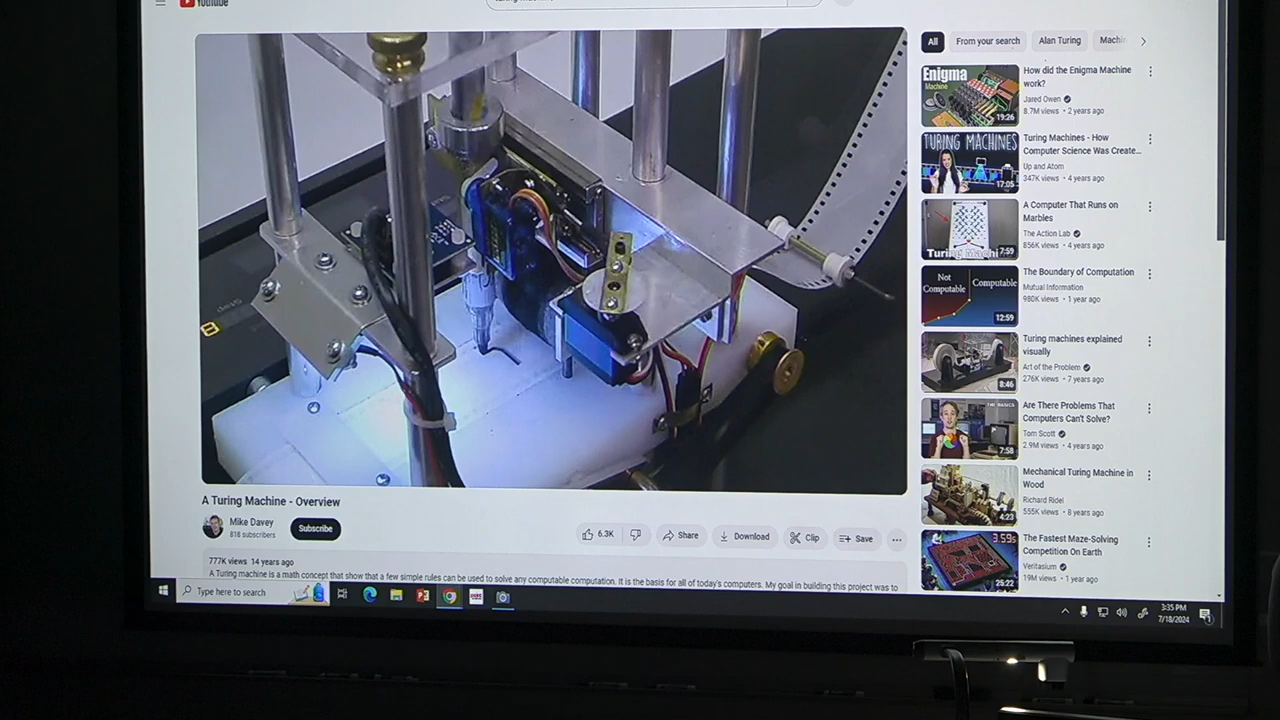 YouTube
All
From your search
Alan Turing
Enigma
Machine
19:26
How did the Enigma Machine
work?
Jared Owen
8.7M views • 2 years ago
TURING MACHINES
17:05
Turing Machines - How
Computer Science Was Create...
Up and Atom
347K views • 4 years ago
7:59
A Computer That Runs on
Marbles
The Action Lab
856K views • 4 years ago
Not
Computable
Computable
12:59
The Boundary of Computation
Mutual Information
980K views • 1 year ago
8:46
Turing machines explained
visually
Art of the Problem
276K views • 7 years ago
7:58
Are There Problems That
Computers Can't Solve?
Tom Scott
2.9M views • 4 years ago
27:23
Mechanical Turing Machine in
Wood
Richard Ridel
555K views • 8 years ago
3.59s
25:22
The Fastest Maze-Solving
Competition On Earth
Veritasium
19M views • 1 year ago
A Turing Machine - Overview
Mike Davey
818 subscribers
Subscribe
6.3K
Share
Download
Clip
Save
777K views 14 years ago
A Turing machine is a math concept that show that a few simple rules can be used to solve any computable computation. It is the basis for all of today's computers. My goal in building this project was to
Type here to search
3:35 PM
7/18/2024